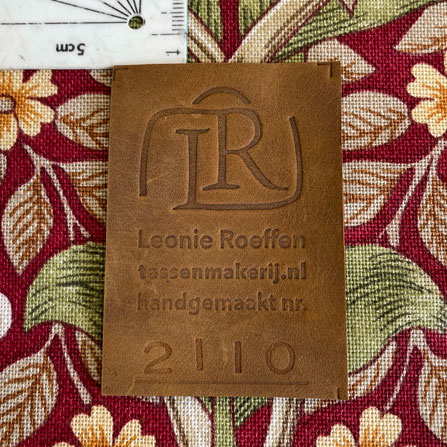 5cm
LR
Leonie Roeffen
tassenmakerij.nl
handgemaakt nr.
2110